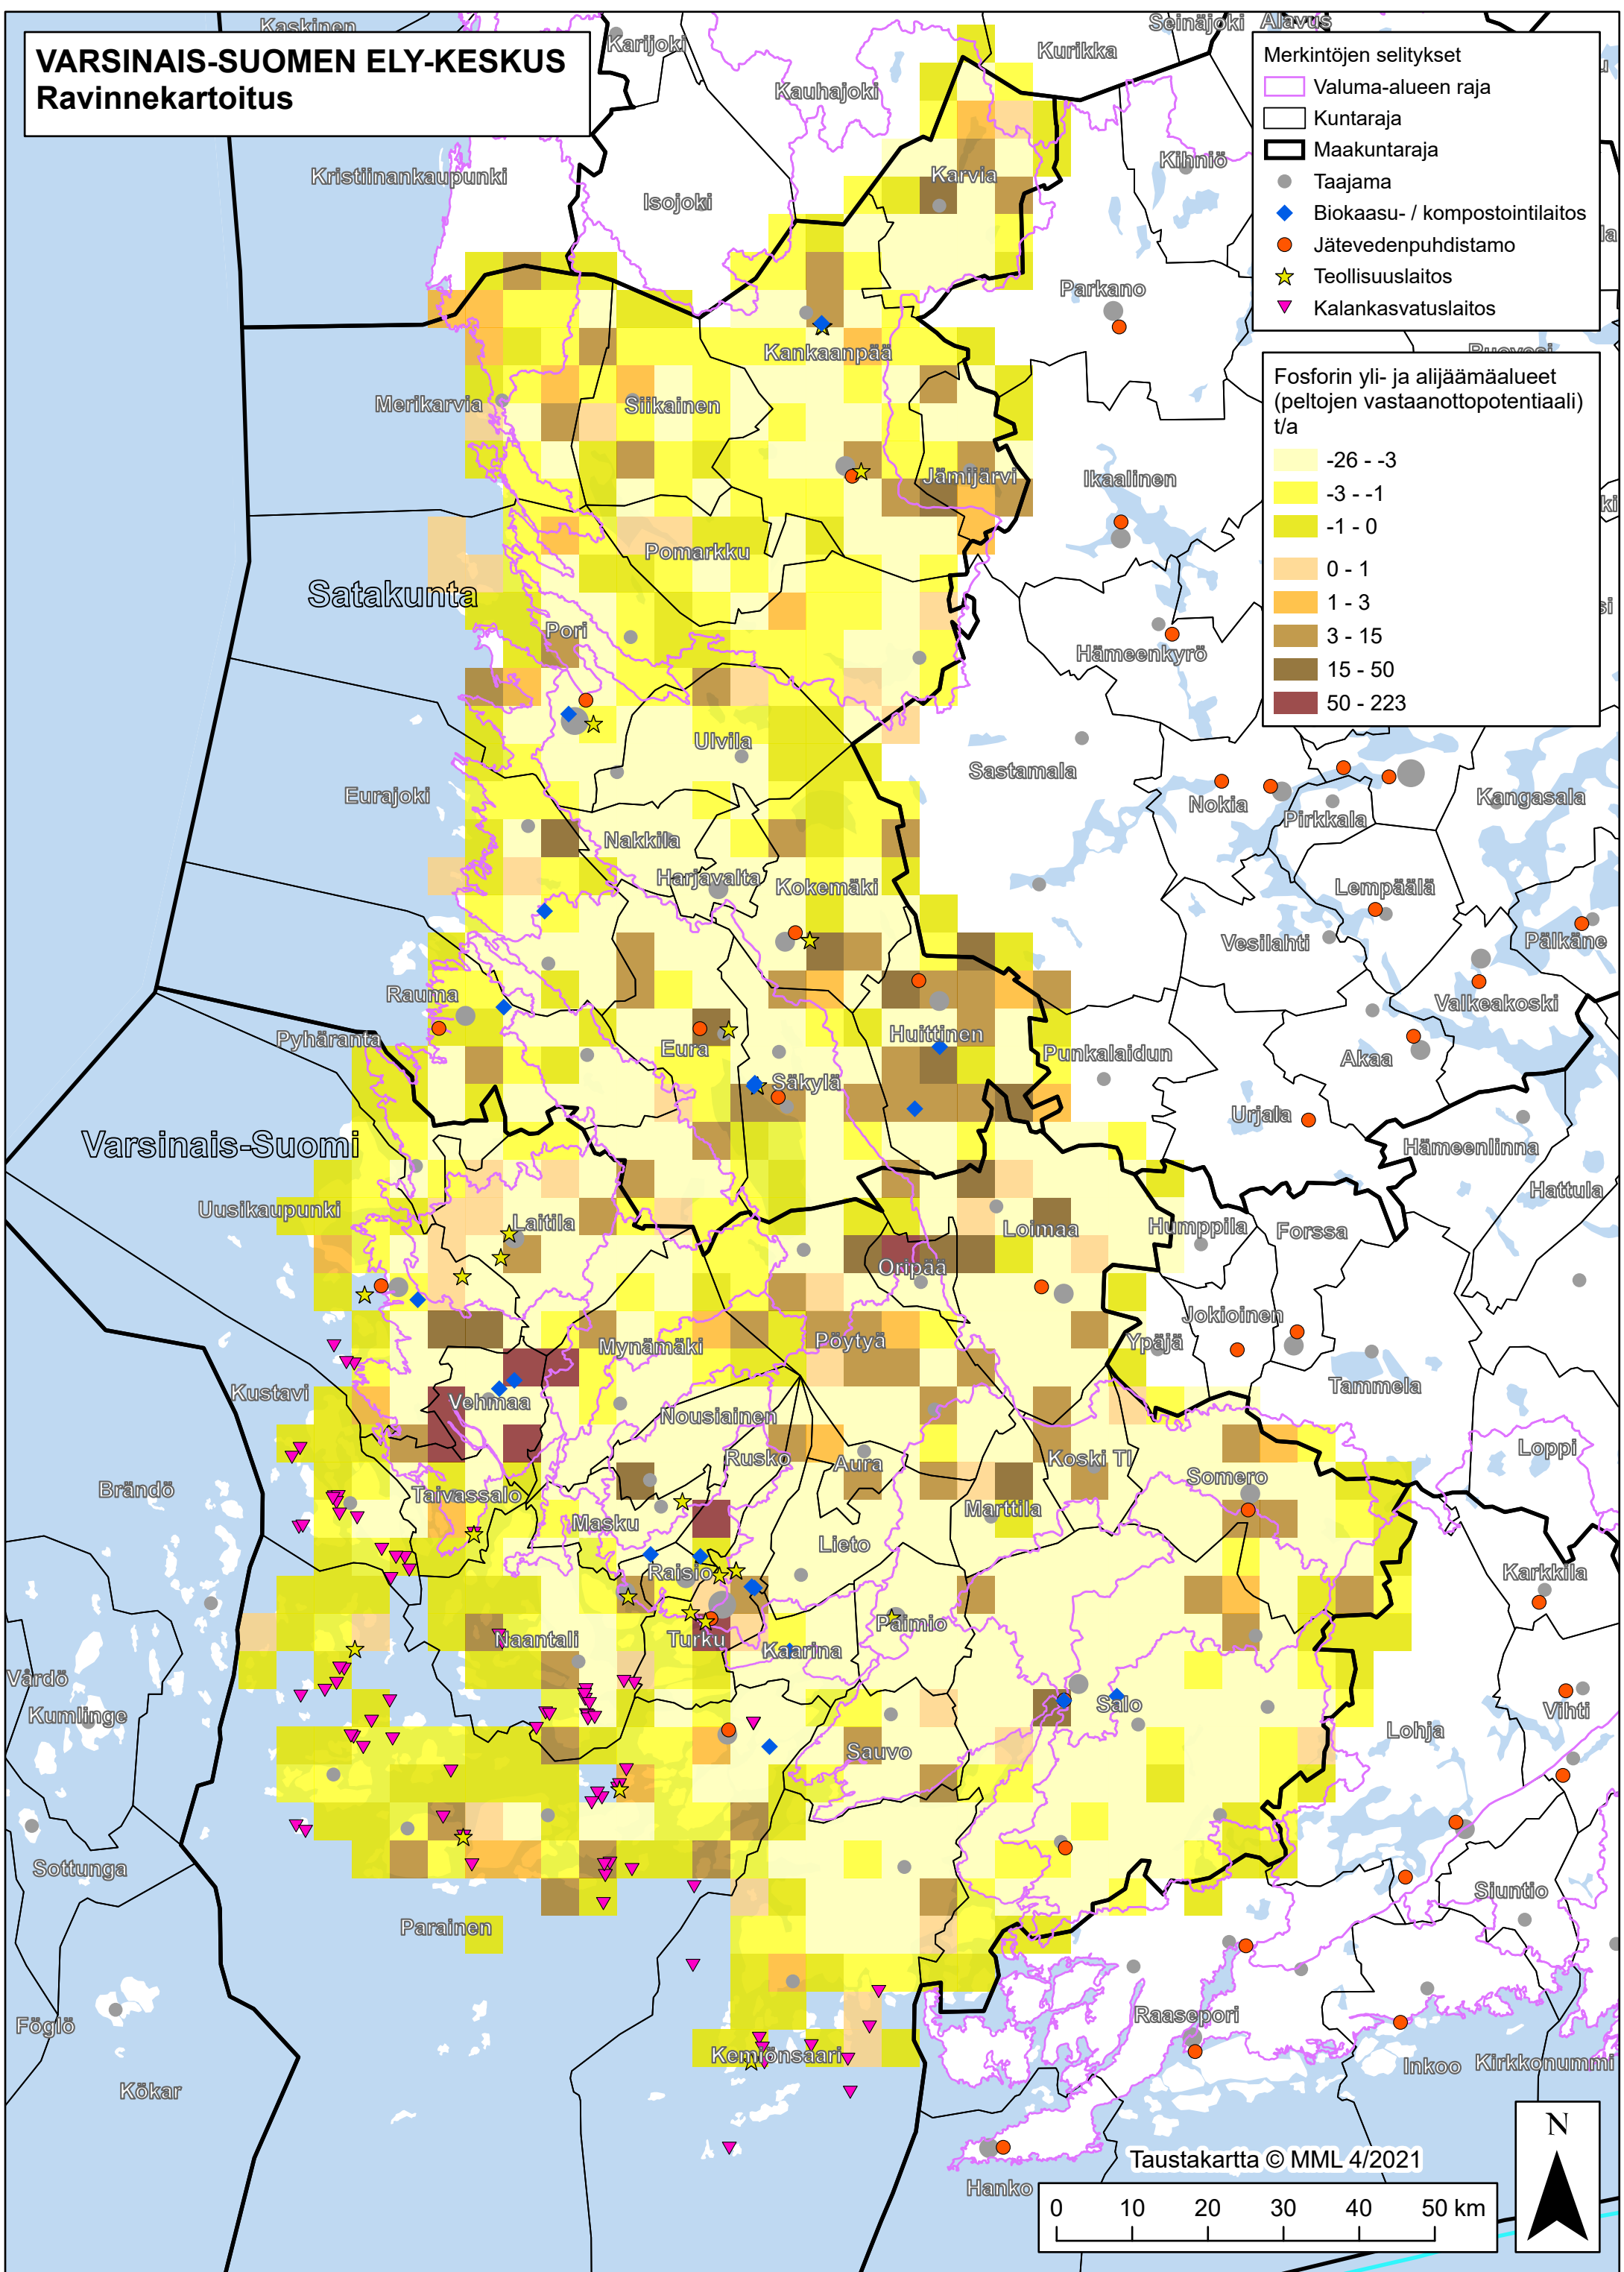 VARSINAIS-SUOMEN ELY-KESKUS
Ravinnekartoitus
Merkintöjen selitykset
Valuma-alueen raja
Kuntaraja
Maakuntaraja
Taajama
Biokaasu- / kompostointilaitos
Jätevedenpuhdistamo
Teollisuuslaitos
Kalankasvatuslaitos
Fosforin yli- ja alijäämäalueet
(peltojen vastaanottopotentiaali)
t/a
-26 - -3
-3 - -1
-1 - 0
0 - 1
1 - 3
3 - 15
15 - 50
50 - 223
Kaskinen
Karijoki
Seinäjoki
Alavus
Kurikka
Kauhajoki
Kihniö
Kristiinankaupunki
Isojoki
Karvia
Parkano
Kankaanpää
Ruovesi
Merikarvia
Siikainen
Jämijärvi
Ikaalinen
Pomarkku
Satakunta
Pori
Hämeenkyrö
Ulvila
Sastamala
Eurajoki
Nokia
Pirkkala
Kangasala
Nakkila
Harjavalta
Kokemäki
Lempäälä
Vesilahti
Pälkäne
Rauma
Valkeakoski
Pyhäranta
Eura
Huittinen
Punkalaidun
Akaa
Säkylä
Urjala
Varsinais-Suomi
Hämeenlinna
Hattula
Uusikaupunki
Laitila
Loimaa
Humppila
Forssa
Oripää
Jokioinen
Mynämäki
Pöytyä
Ypäjä
Tammela
Kustavi
Vehmaa
Nousiainen
Loppi
Rusko
Aura
Koski Tl
Somero
Brändö
Taivassalo
Masku
Marttila
Lieto
Karkkila
Raisio
Naantali
Turku
Kaarina
Paimio
Vårdö
Kumlinge
Salo
Vihti
Lohja
Sauvo
Sottunga
Siuntio
Parainen
Föglö
Raasepori
Kemiönsaari
Inkoo
Kirkkonummi
Kökar
Hanko
Taustakartta © MML 4/2021
0 10 20 30 40 50 km
N